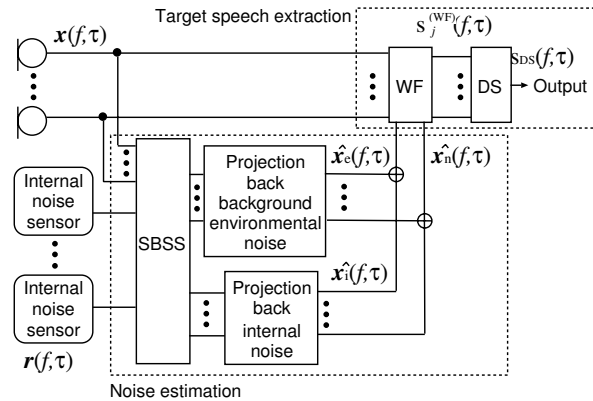 Target speech extraction
x(f,τ)
S_j^(WF)(f,τ)
S_DS(f,τ)
WF
DS
Output
Internal
noise
sensor
SBSS
Projection
back
background
environmental
noise
x̂_e(f,τ)
x̂_n(f,τ)
x̂_i(f,τ)
Internal
noise
sensor
Projection
back
internal
noise
r(f,τ)
Noise estimation